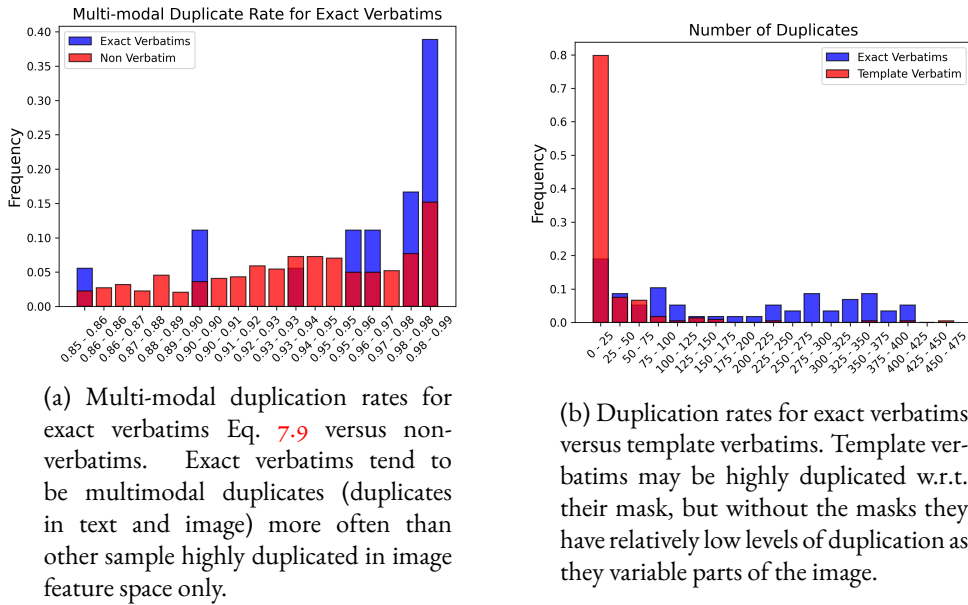 Multi-modal Duplicate Rate for Exact Verbatims
Exact Verbatims
Non Verbatim
0.40
0.35
0.30
0.25
0.20
0.15
0.10
0.05
0.00
Frequency
0.85 - 0.86
0.86 - 0.86
0.86 - 0.87
0.87 - 0.88
0.88 - 0.89
0.89 - 0.90
0.90 - 0.90
0.90 - 0.91
0.91 - 0.92
0.92 - 0.93
0.93 - 0.93
0.93 - 0.94
0.94 - 0.95
0.95 - 0.95
0.95 - 0.96
0.96 - 0.97
0.97 - 0.98
0.98 - 0.98
0.98 - 0.99
(a) Multi-modal duplication rates for
exact verbatims Eq. 7.9 versus non-
verbatims. Exact verbatims tend to
be multimodal duplicates (duplicates
in text and image) more often than
other sample highly duplicated in image
feature space only.
Number of Duplicates
Exact Verbatims
Template Verbatim
0.8
0.7
0.6
0.5
0.4
0.3
0.2
0.1
0.0
Frequency
0 - 25
25 - 50
50 - 75
75 - 100
100 - 125
125 - 150
150 - 175
175 - 200
200 - 225
225 - 250
250 - 275
275 - 300
300 - 325
325 - 350
350 - 375
375 - 400
400 - 425
425 - 450
450 - 475
(b) Duplication rates for exact verbatims
versus template verbatims. Template ver-
batims may be highly duplicated w.r.t.
their mask, but without the masks they
have relatively low levels of duplication as
they variable parts of the image.